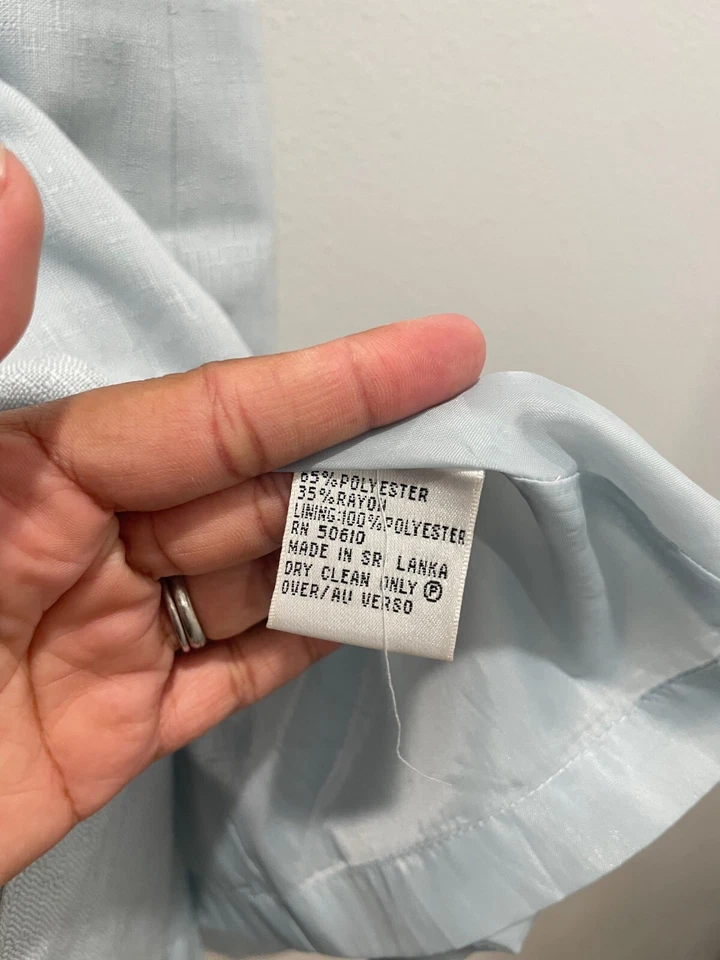 65%POLYESTER
35%RAYON
LINING:100%POLYESTER
RN 50610
MADE IN SRI LANKA
DRY CLEAN ONLY Ⓟ
OVER/AU VERSO